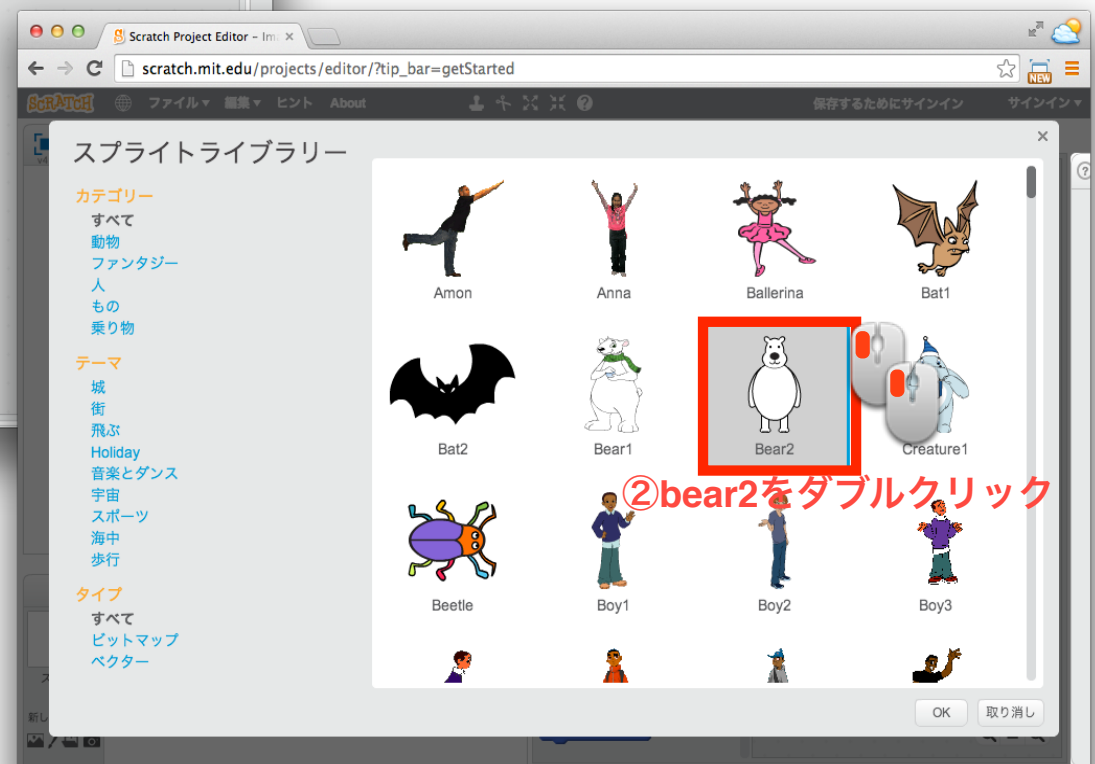 Scratch Project Editor - Im
scratch.mit.edu/projects/editor/?tip_bar=getStarted
NEW
SCRATCH ファイル 編集 ヒント About 保存するためにサインイン サインイン
スプライトライブラリー
カテゴリー
すべて
動物
ファンタジー
人
もの
乗り物
テーマ
城
街
飛ぶ
Holiday
音楽とダンス
宇宙
スポーツ
海中
歩行
タイプ
すべて
ビットマップ
ベクター
Amon Anna Ballerina Bat1
Bat2 Bear1 Bear2 Creature1
②bear2をダブルクリック
Beetle Boy1 Boy2 Boy3
OK 取り消し